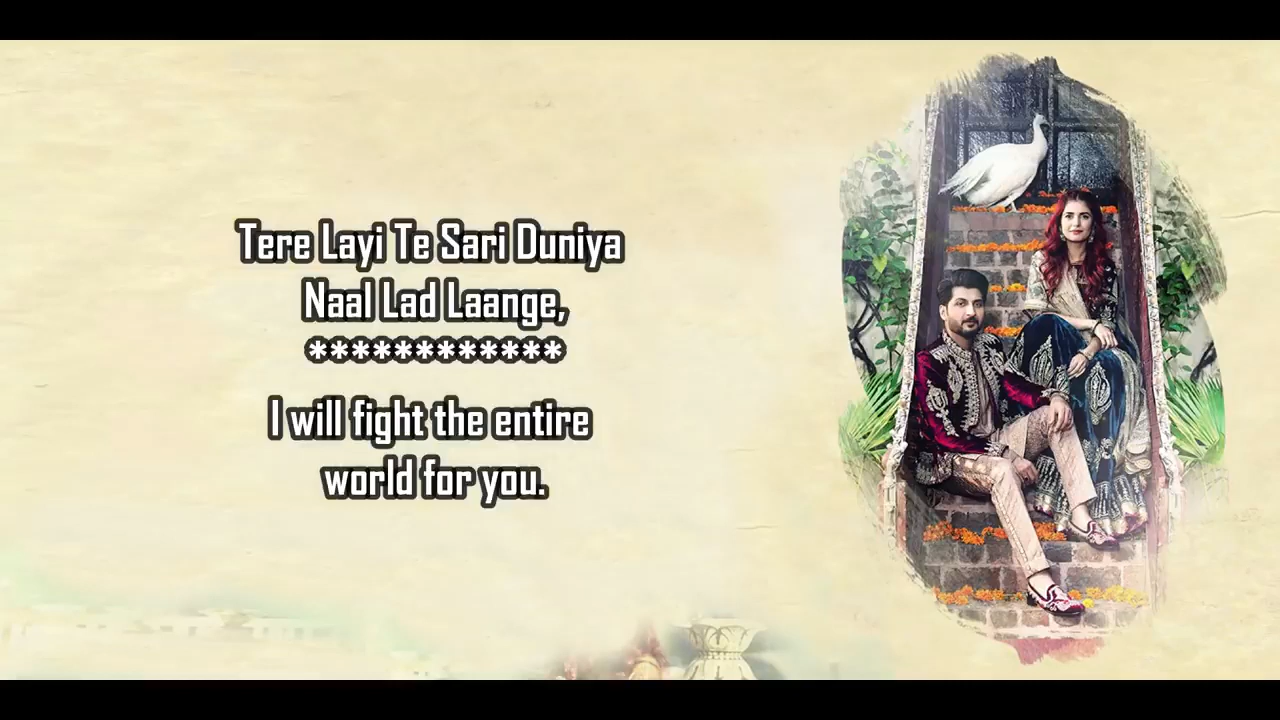 Tere Layi Te Sari Duniya
Naal Lad Laange,
************
I will fight the entire
world for you.